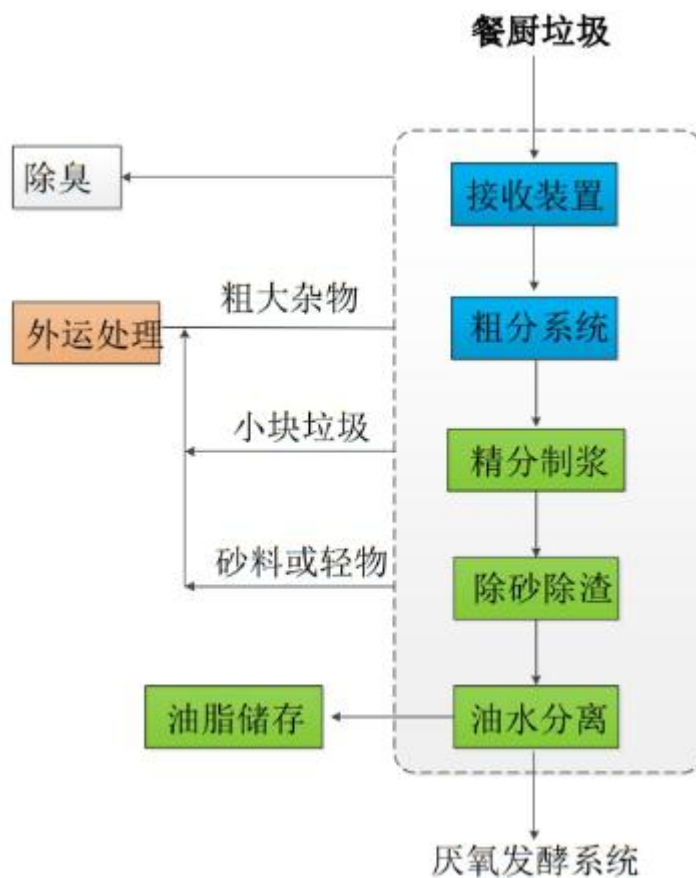 餐厨垃圾
除臭
接收装置
粗大杂物
外运处理
粗分系统
小块垃圾
精分制浆
砂料或轻物
除砂除渣
油脂储存
油水分离
厌氧发酵系统